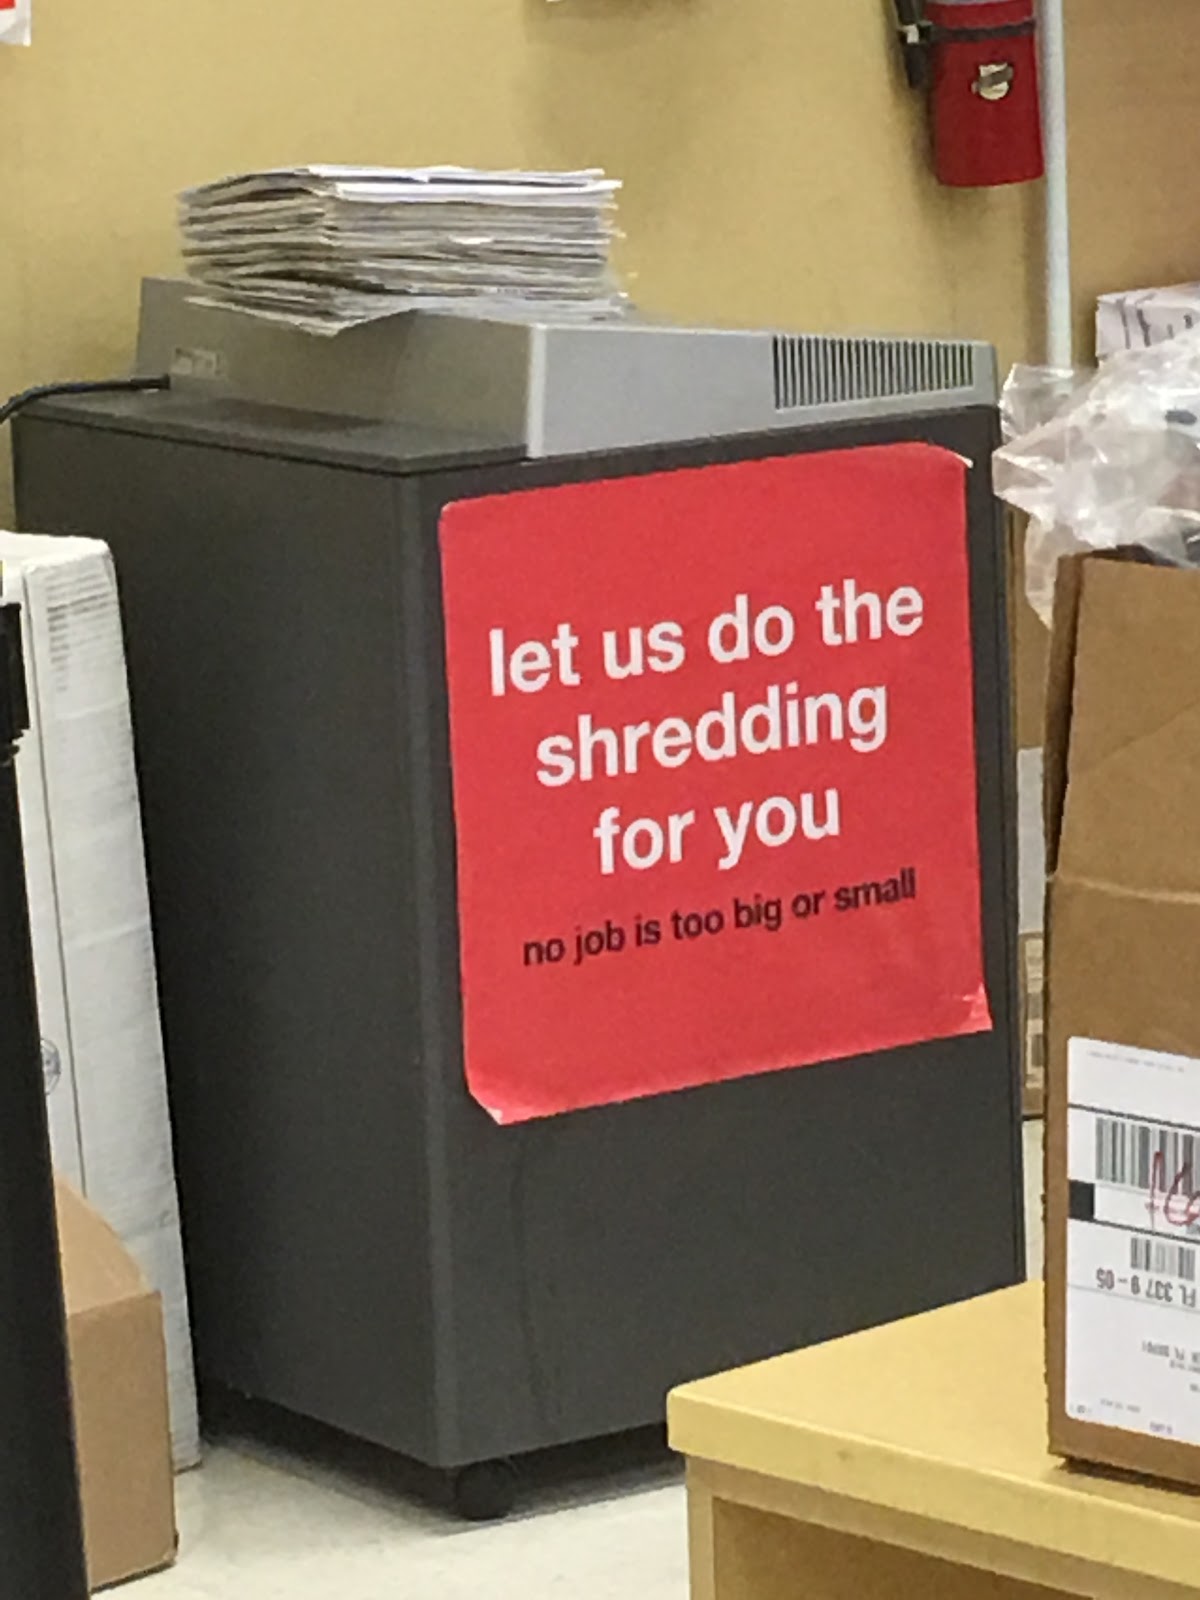 let us do the
shredding
for you
no job is too big or small